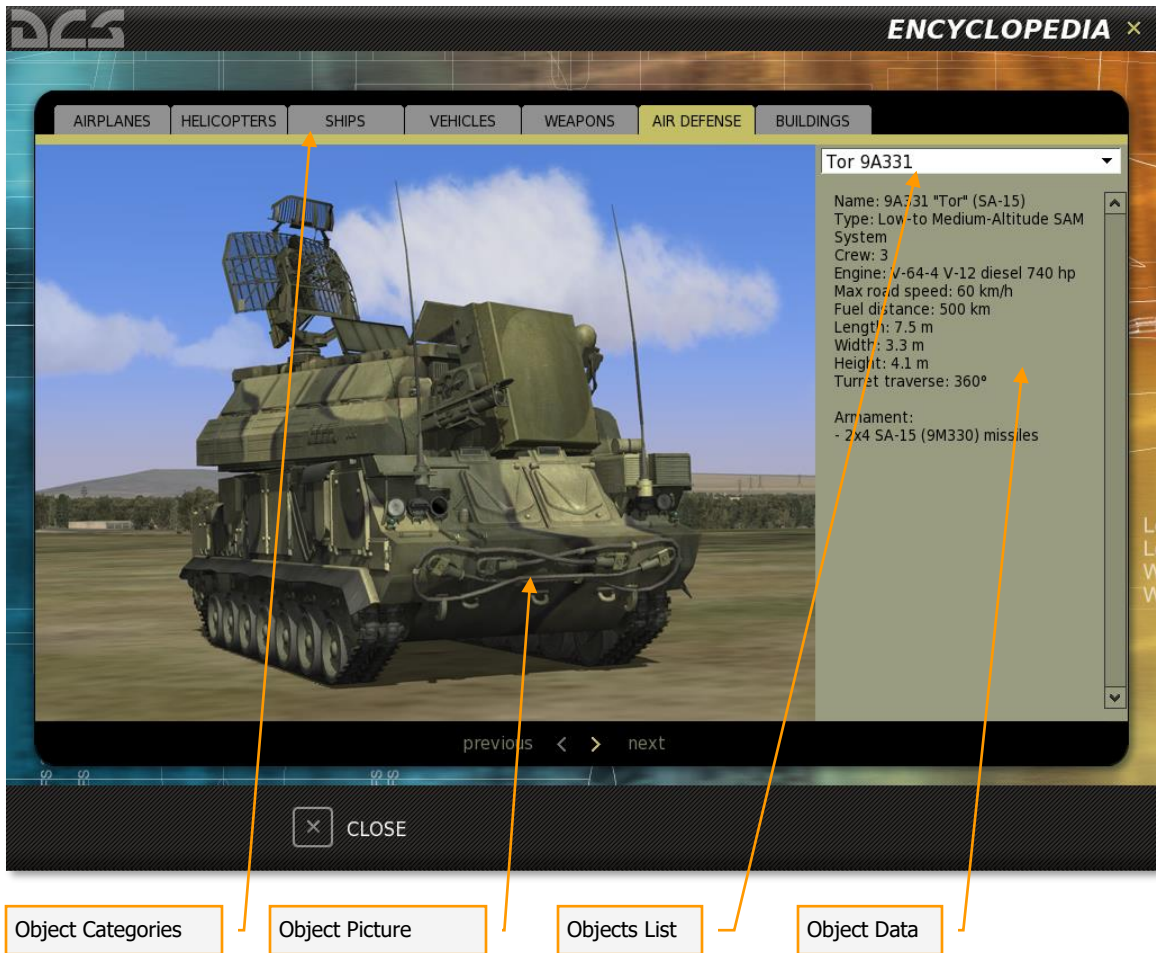 DCS
ENCYCLOPEDIA
AIRPLANES HELICOPTERS SHIPS VEHICLES WEAPONS AIR DEFENSE BUILDINGS
Tor 9A331
Name: 9A331 "Tor" (SA-15)
Type: Low-to Medium-Altitude SAM
System
Crew: 3
Engine: V-64-4 V-12 diesel 740 hp
Max road speed: 60 km/h
Fuel distance: 500 km
Length: 7.5 m
Width: 3.3 m
Height: 4.1 m
Turret traverse: 360°
Armament:
- 2x4 SA-15 (9M330) missiles
previous < > next
CLOSE
Object Categories Object Picture Objects List Object Data